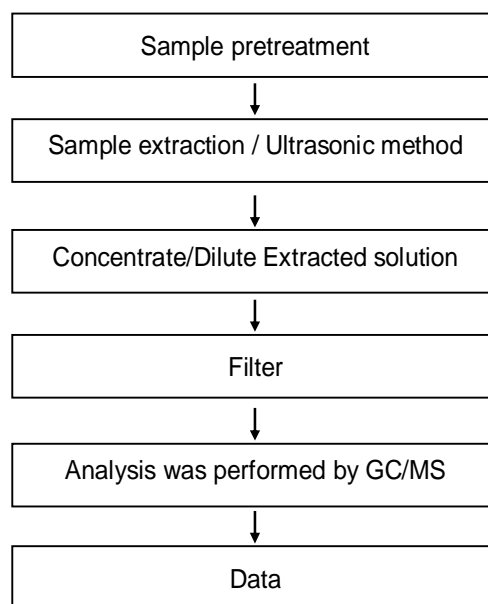 Sample pretreatment
Sample extraction / Ultrasonic method
Concentrate/Dilute Extracted solution
Filter
Analysis was performed by GC/MS
Data